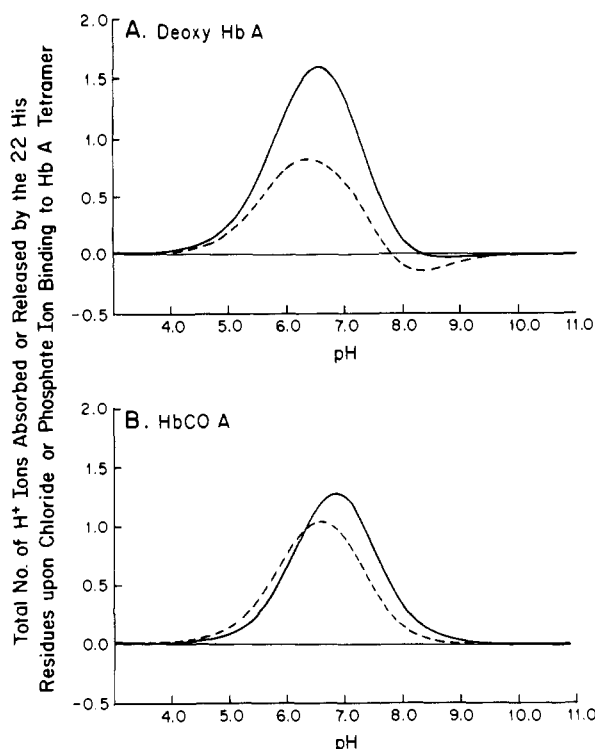 Total No. of H⁺ Ions Absorbed or Released by the 22 His
Residues upon Chloride or Phosphate Ion Binding to Hb A Tetramer
A. Deoxy Hb A
2.0
1.5
1.0
0.5
0.0
-0.5
4.0 5.0 6.0 7.0 8.0 9.0 10.0 11.0
pH
B. HbCO A
2.0
1.5
1.0
0.5
0.0
-0.5
4.0 5.0 6.0 7.0 8.0 9.0 10.0 11.0
pH